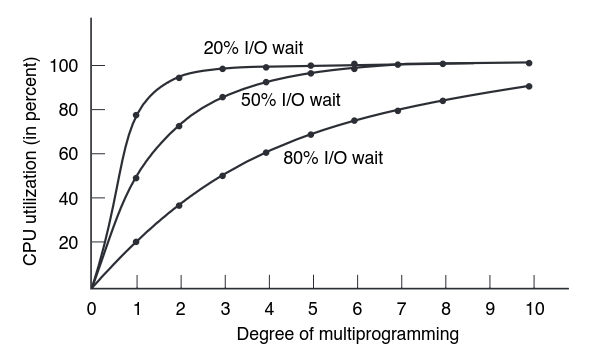 20% I/O wait
100
80
60
40
20
CPU utilization (in percent)
50% I/O wait
80% I/O wait
0 1 2 3 4 5 6 7 8 9 10
Degree of multiprogramming